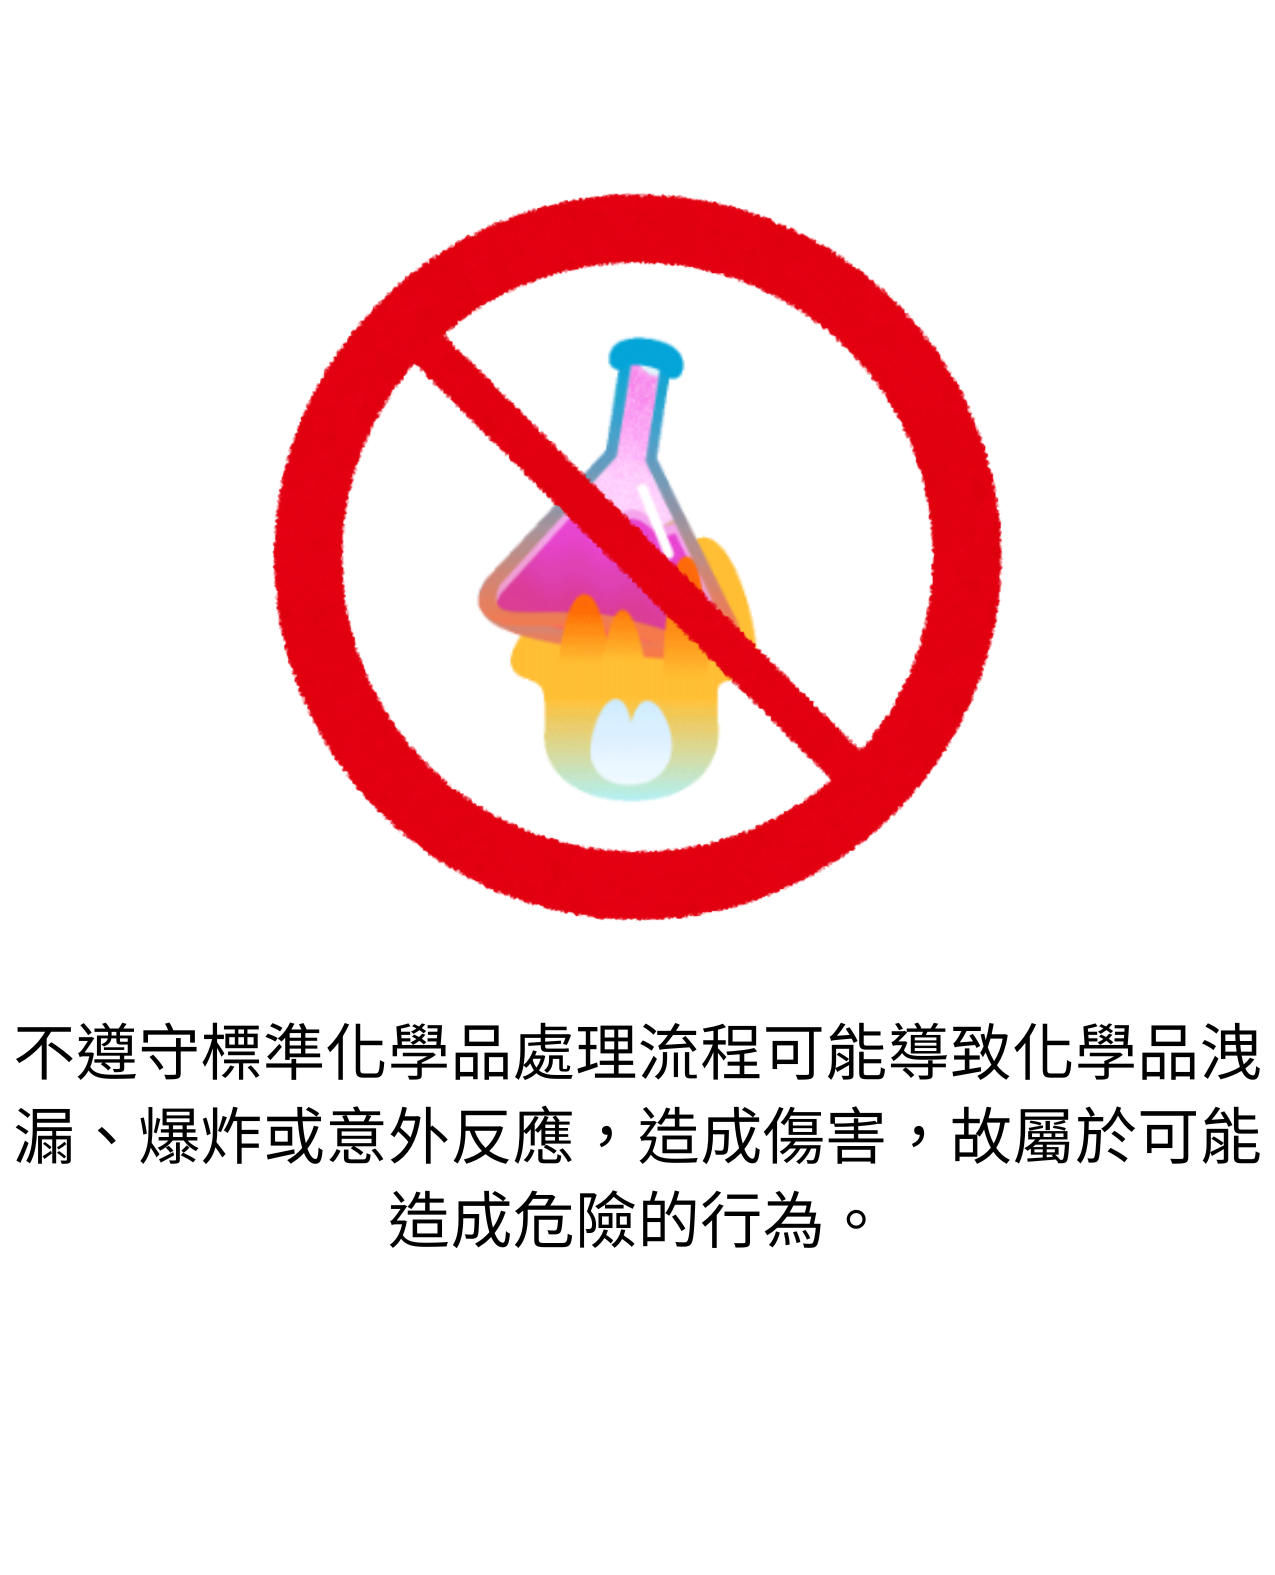 不遵守標準化學品處理流程可能導致化學品洩
漏、爆炸或意外反應，造成傷害，故屬於可能
造成危險的行為。